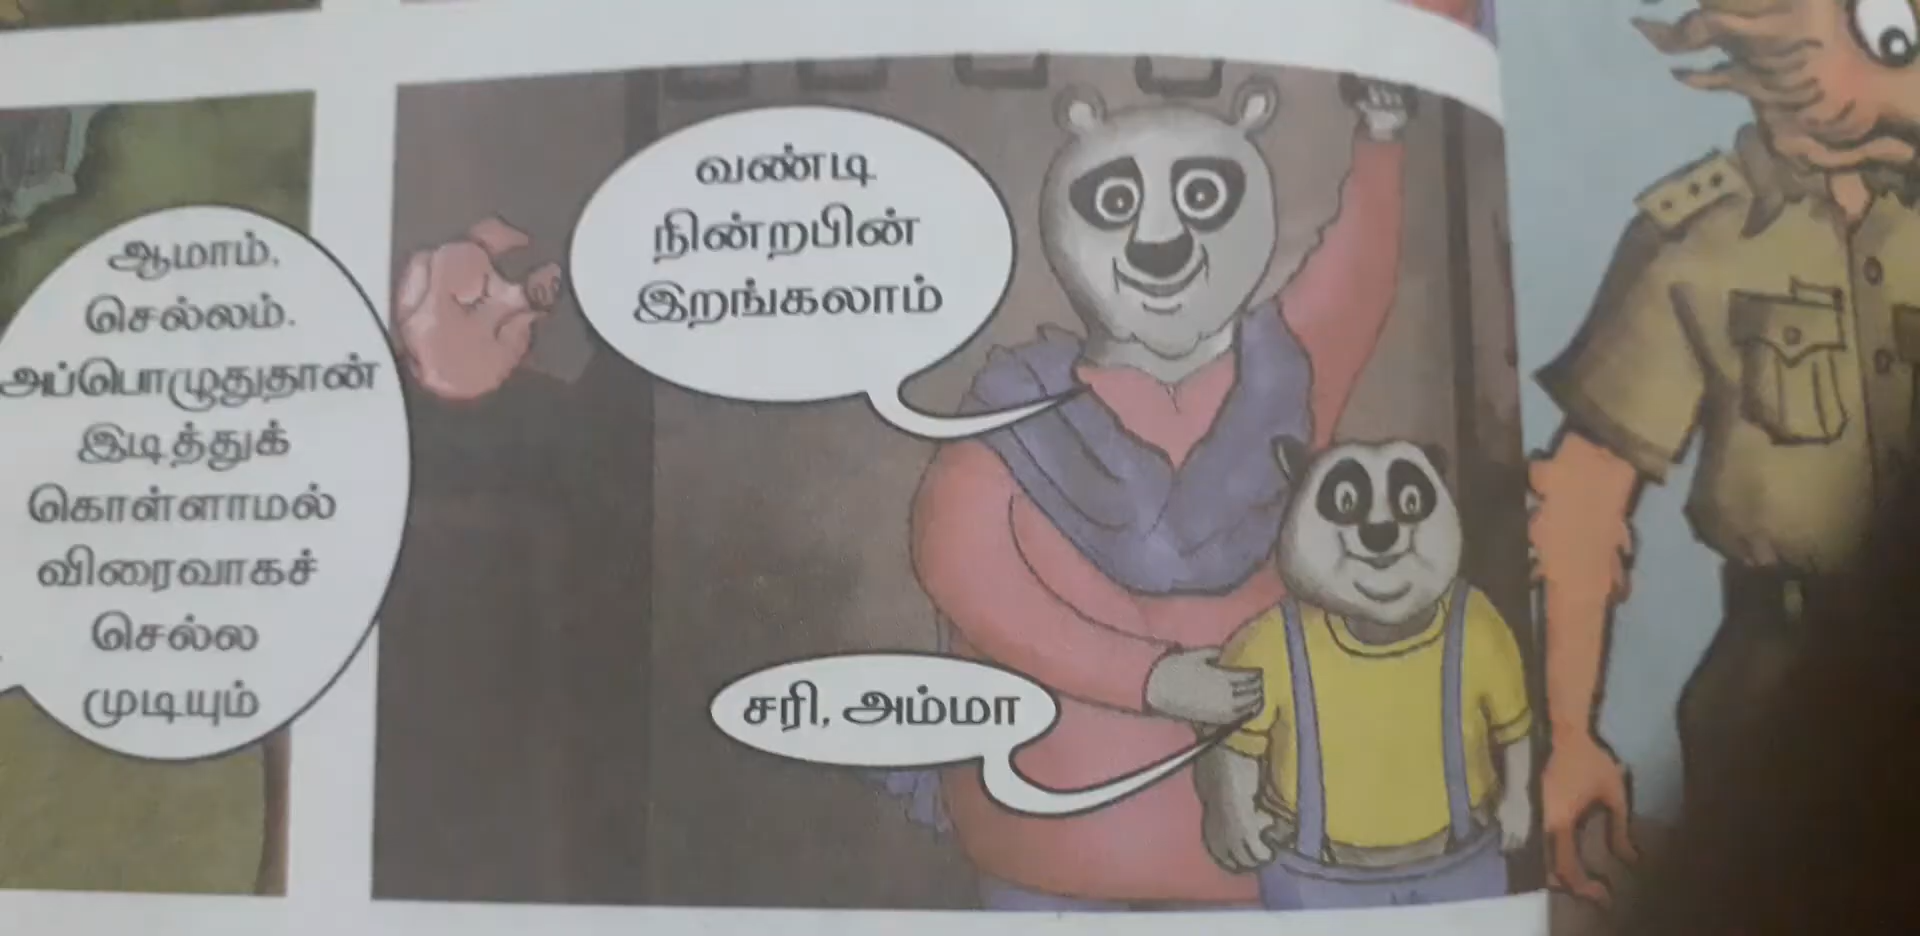 ஆமாம்.
செல்லம்.
அப்பொழுதுதான்
இடித்துக்
கொள்ளாமல்
விரைவாகச்
செல்ல
முடியும்
வண்டி
நின்றபின்
இறங்கலாம்
சரி, அம்மா